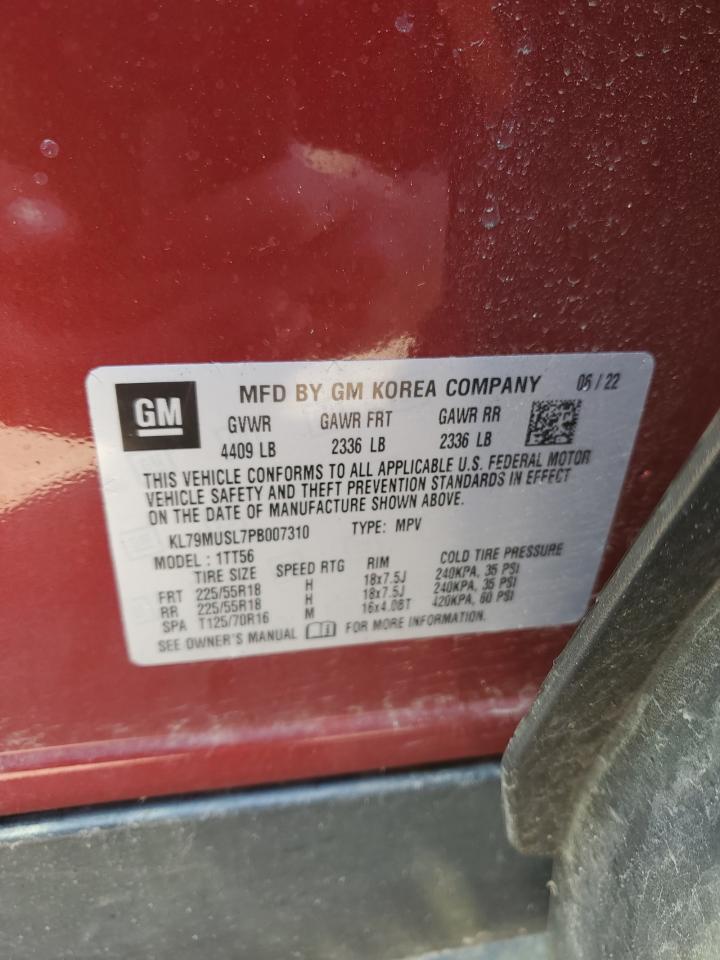 GM
MFD BY GM KOREA COMPANY 06 / 22
GVWR GAWR FRT GAWR RR
4409 LB 2336 LB 2336 LB
THIS VEHICLE CONFORMS TO ALL APPLICABLE U.S. FEDERAL MOTOR
VEHICLE SAFETY AND THEFT PREVENTION STANDARDS IN EFFECT
ON THE DATE OF MANUFACTURE SHOWN ABOVE.
KL79MUSL7PB007310 TYPE: MPV
MODEL : 1TT56
TIRE SIZE SPEED RTG RIM COLD TIRE PRESSURE
FRT 225/55R18 H 18x7.5J 240KPA, 35 PSI
RR 225/55R18 H 18x7.5J 240KPA, 35 PSI
SPA T125/70R16 M 16x4.0BT 420KPA, 60 PSI
SEE OWNER'S MANUAL FOR MORE INFORMATION.